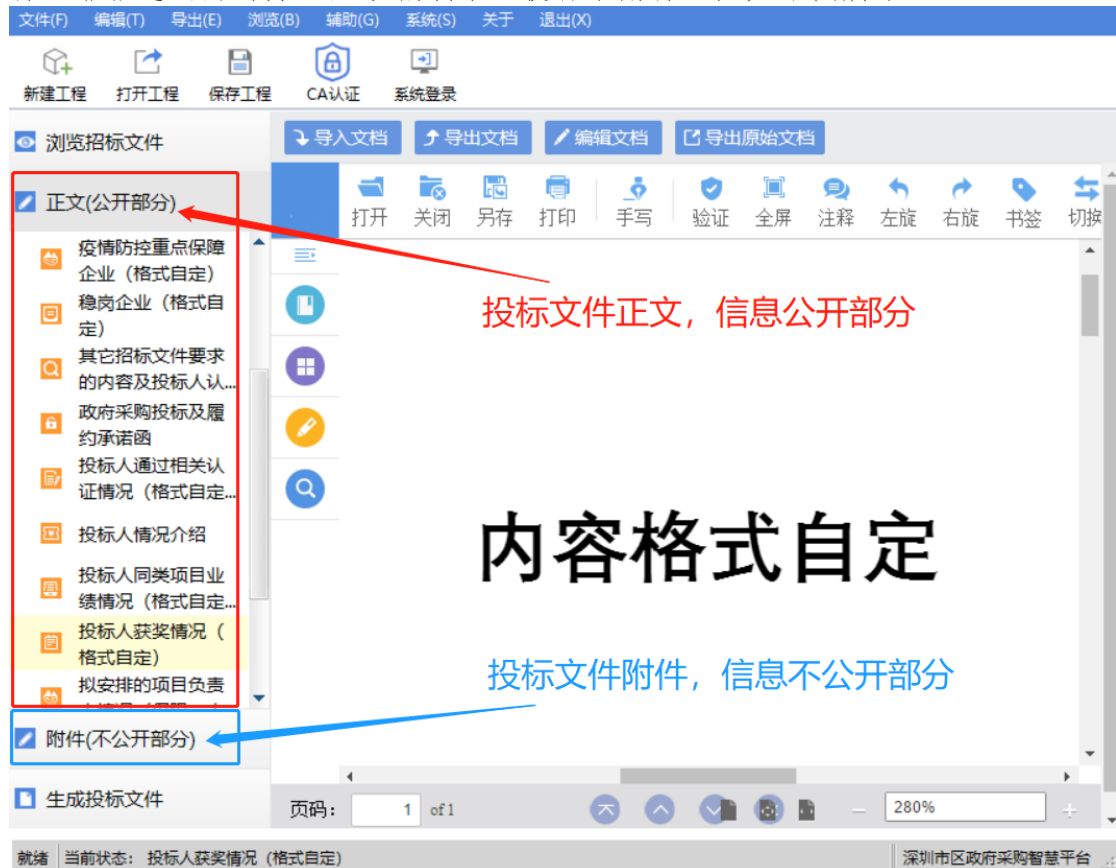 文件(F) 编辑(T) 导出(E) 浏览(B) 辅助(G) 系统(S) 关于 退出(X)
新建工程 打开工程 保存工程 CA认证 系统登录
浏览招标文件
导入文档 导出文档 编辑文档 导出原始文档
正文(公开部分)
打开 关闭 另存 打印 手写 验证 全屏 注释 左旋 右旋 书签 切换
疫情防控重点保障
企业（格式自定）
稳岗企业（格式自
定）
其它招标文件要求
的内容及投标人认...
政府采购投标及履
约承诺函
投标人通过相关认
证情况（格式自定...
投标人情况介绍
投标人同类项目业
绩情况（格式自定...
投标人获奖情况（
格式自定）
拟安排的项目负责
投标文件正文，信息公开部分
内容格式自定
投标文件附件，信息不公开部分
附件(不公开部分)
生成投标文件
页码： 1 of 1 280%
就绪 当前状态： 投标人获奖情况（格式自定） 深圳市区政府采购智慧平台